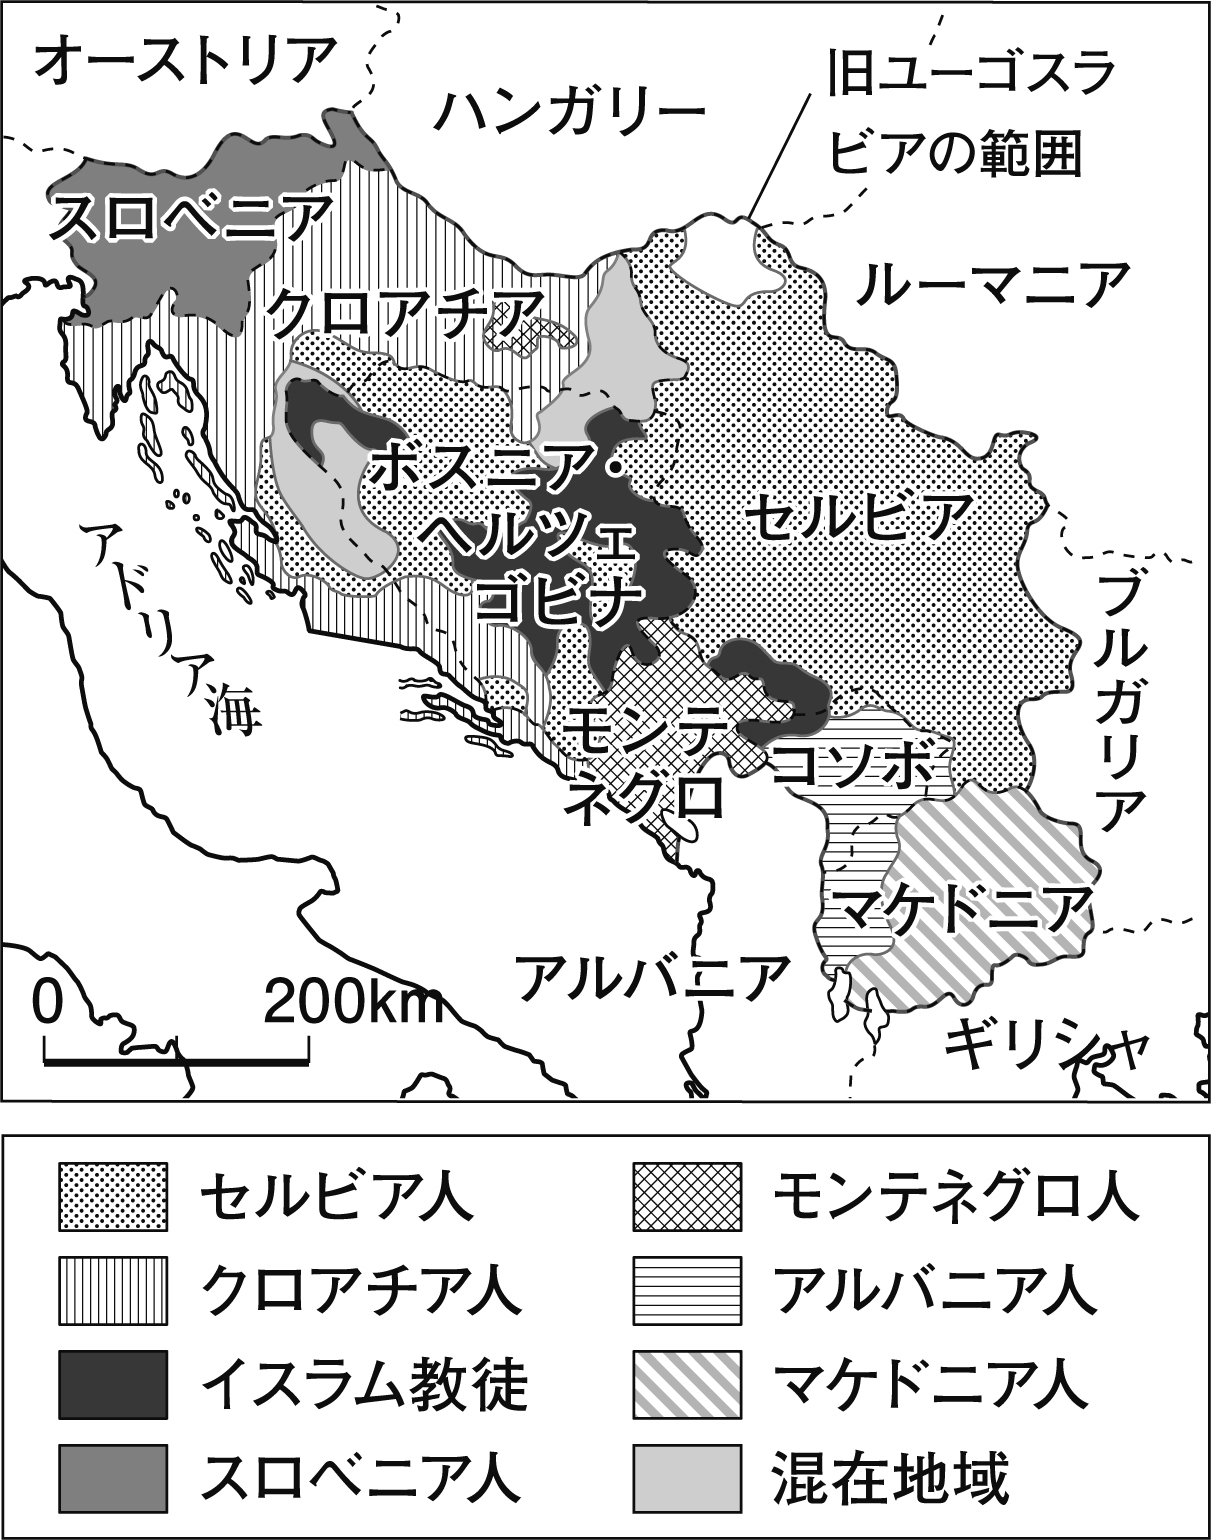 オーストリア
ハンガリー
旧ユーゴスラ
ビアの範囲
スロベニア
ルーマニア
クロアチア
ボスニア・
ヘルツェ
ゴビナ
セルビア
アドリア海
ブルガリア
モンテ
ネグロ
コソボ
マケドニア
アルバニア
ギリシャ
0 200km
セルビア人
クロアチア人
イスラム教徒
スロベニア人
モンテネグロ人
アルバニア人
マケドニア人
混在地域